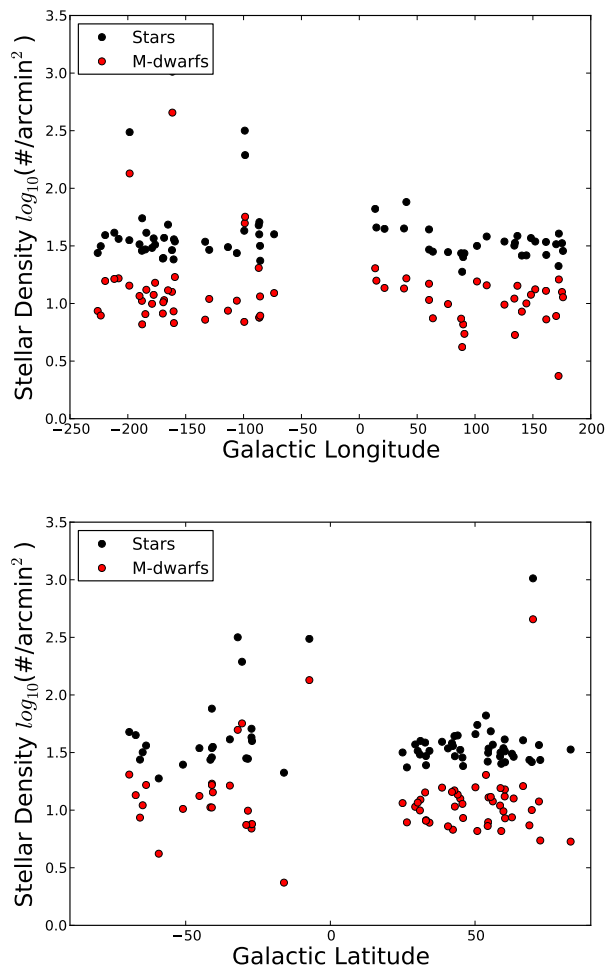 3.5
3.0
2.5
2.0
1.5
1.0
0.5
0.0
Stellar Density log₁₀(#/arcmin² )
Stars
M-dwarfs
−250 −200 −150 −100 −50 0 50 100 150 200
Galactic Longitude
3.5
3.0
2.5
2.0
1.5
1.0
0.5
0.0
Stellar Density log₁₀(#/arcmin² )
Stars
M-dwarfs
−50 0 50
Galactic Latitude